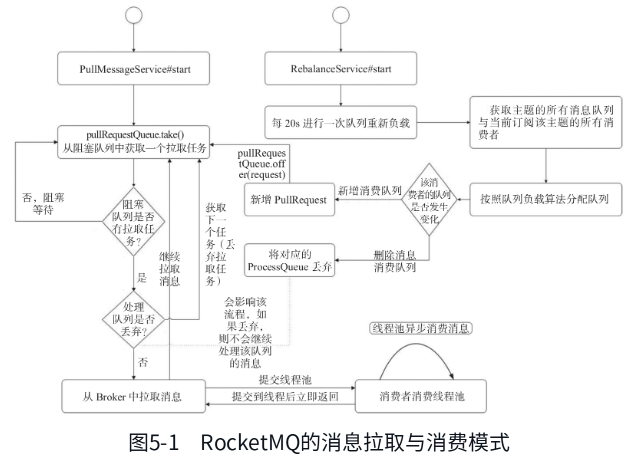 PullMessageService#start
RebalanceService#start
pullRequestQueue.take()
从阻塞队列中获取一个拉取任务
每 20s 进行一次队列重新负载
获取主题的所有消息队列
与当前订阅该主题的所有消
费者
pullReques
tQueue.off
er(request)
否，阻塞
等待
阻塞
队列是否
有拉取任
务?
获取
下一
个任
务（丢
弃拉
取任
务）
新增 PullRequest
新增消费队列
该消
费者的队列
是否发生
变化
按照队列负载算法分配队列
继续
拉取
消息
是
将对应的
ProcessQueue 丢弃
删除消息
消费队列
处理
队列是否
丢弃?
会影响该
流程，如
果丢弃，
则不会继续
处理该队列
的消息
线程池异步消费消息
否
从 Broker 中拉取消息
提交线程池
提交到线程后立即返回
消费者消费线程池
图5-1 RocketMQ的消息拉取与消费模式